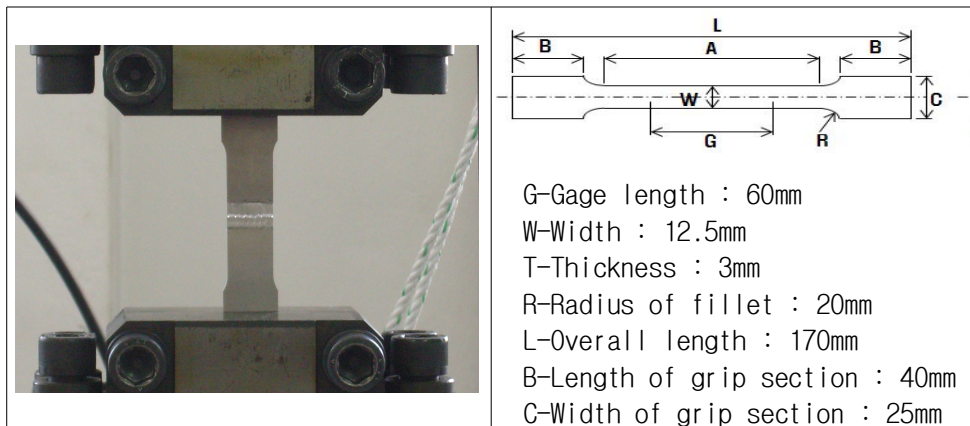 L
B
A
B
W
C
G
R
G-Gage length : 60mm
W-Width : 12.5mm
T-Thickness : 3mm
R-Radius of fillet : 20mm
L-Overall length : 170mm
B-Length of grip section : 40mm
C-Width of grip section : 25mm